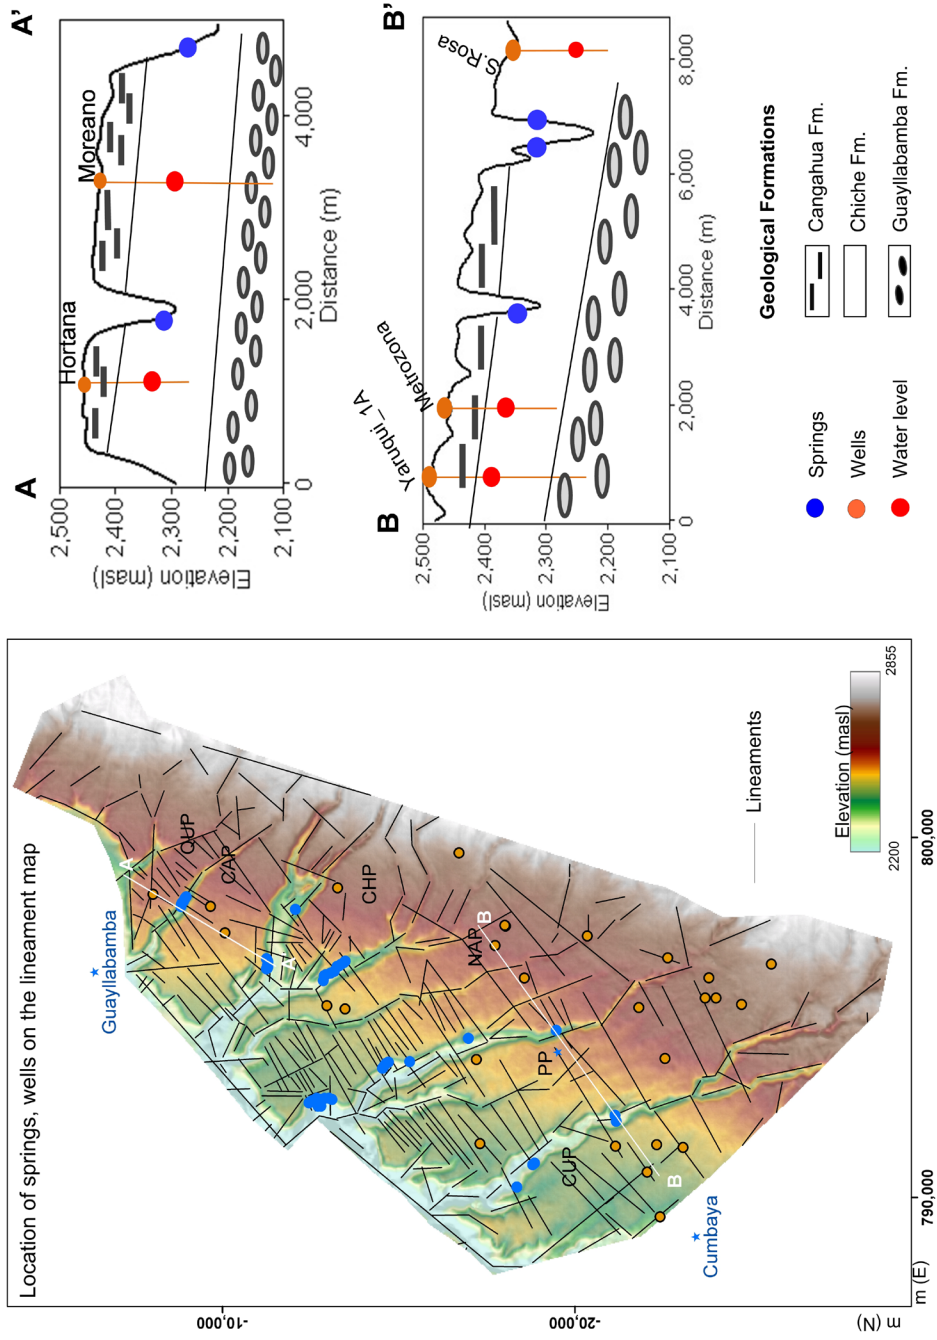 Location of springs, wells on the lineament map
Guayllabamba
A
QUP
CAP
A
CHP
B
NAP
PP
CUP
B
Cumbaya
Lineaments
Elevation (masl)
2200
2855
-10,000
-20,000
m (N)
m (E)
790,000
800,000
A
A'
Hortana
Moreano
2,500
2,400
2,300
2,200
2,100
Elevation (masl)
0
2,000
4,000
Distance (m)
B
B'
Yaruqui_1A
Metrozona
S.Rosa
2,500
2,400
2,300
2,200
2,100
Elevation (masl)
0
2,000
4,000
6,000
8,000
Distance (m)
Springs
Wells
Water level
Geological Formations
Cangahua Fm.
Chiche Fm.
Guayllabamba Fm.